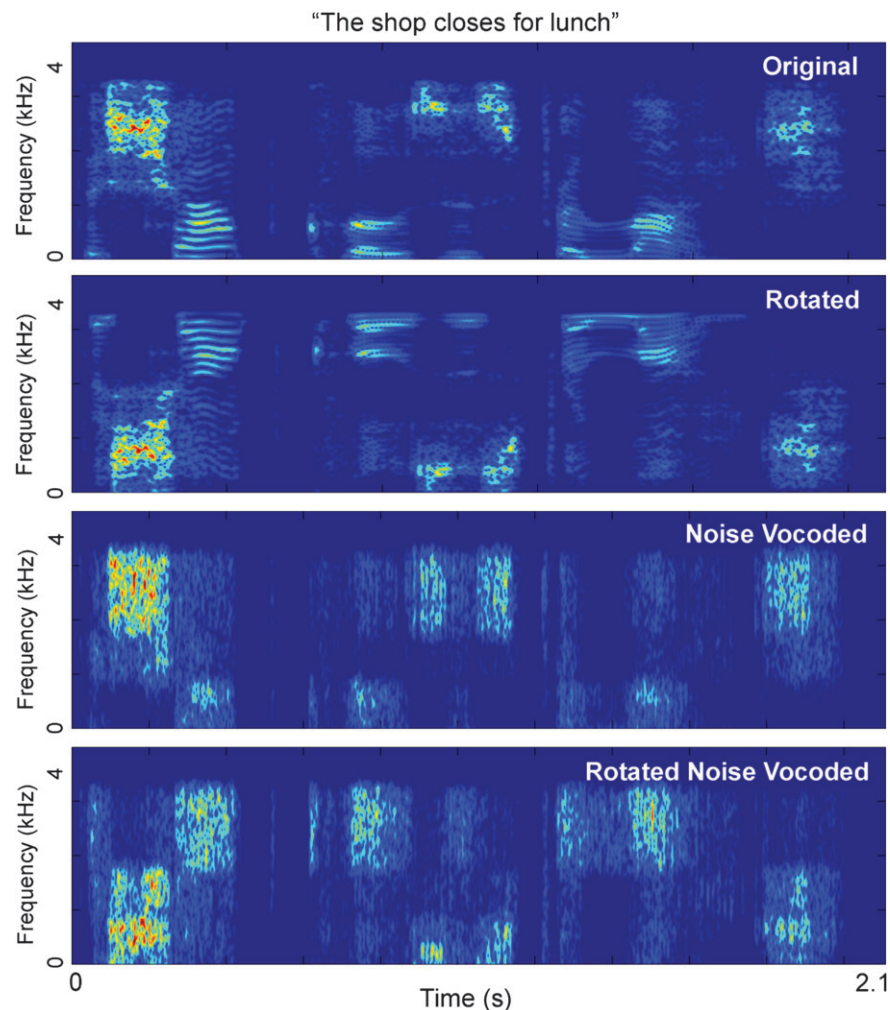 “The shop closes for lunch”
Original
4
Frequency (kHz)
0
Rotated
4
Frequency (kHz)
0
Noise Vocoded
4
Frequency (kHz)
0
Rotated Noise Vocoded
4
Frequency (kHz)
0
0
Time (s)
2.1